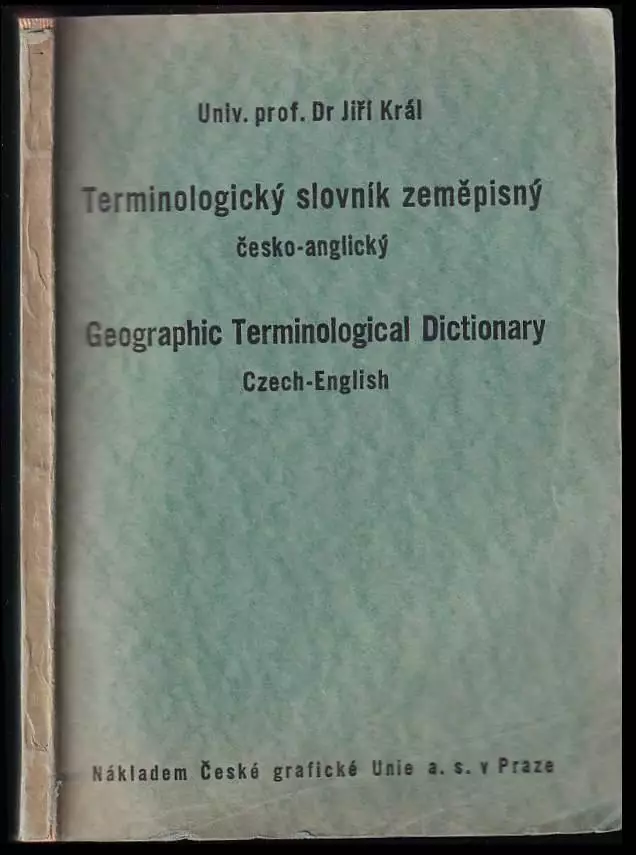 Univ. prof. Dr Jiří Král
Terminologický slovník zeměpisný
česko-anglický
Geographic Terminological Dictionary
Czech-English
Nákladem České grafické Unie a. s. v Praze